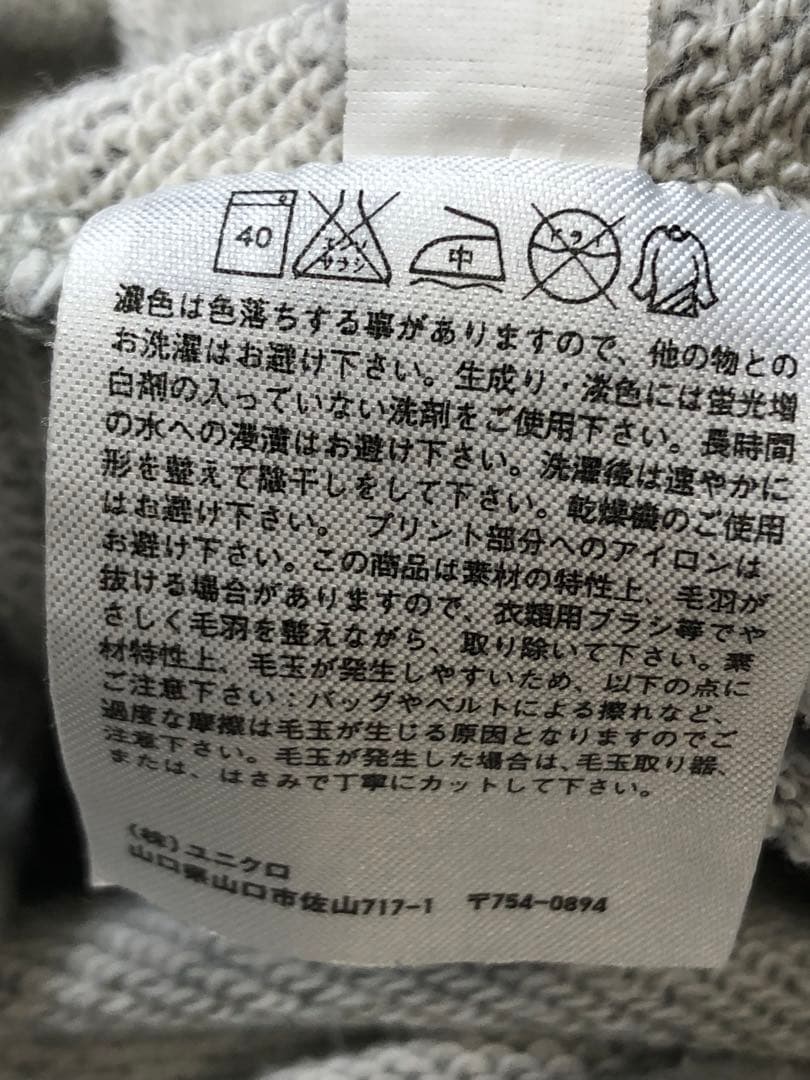 40
エンソ
サラシ
中
ドライ
濃色は色落ちする事がありますので、他の物との
お洗濯はお避け下さい。生成り・淡色には蛍光増
白剤の入っていない洗剤をご使用下さい。長時間
の水への浸漬はお避け下さい。洗濯後は速やかに
形を整えて陰干しをして下さい。乾燥機のご使用
はお避け下さい。 プリント部分へのアイロンは
お避け下さい。この商品は素材の特性上、毛羽が
抜ける場合がありますので、衣類用ブラシ等でや
さしく毛羽を整えながら、取り除いて下さい。素
材特性上、毛玉が発生しやすいため、以下の点に
ご注意下さい：バッグやベルトによる擦れなど、
過度な摩擦は毛玉が生じる原因となりますのでご
注意下さい。毛玉が発生した場合は、毛玉取り器、
または、はさみで丁寧にカットして下さい。
(株)ユニクロ
山口県山口市佐山717-1 〒754-0894